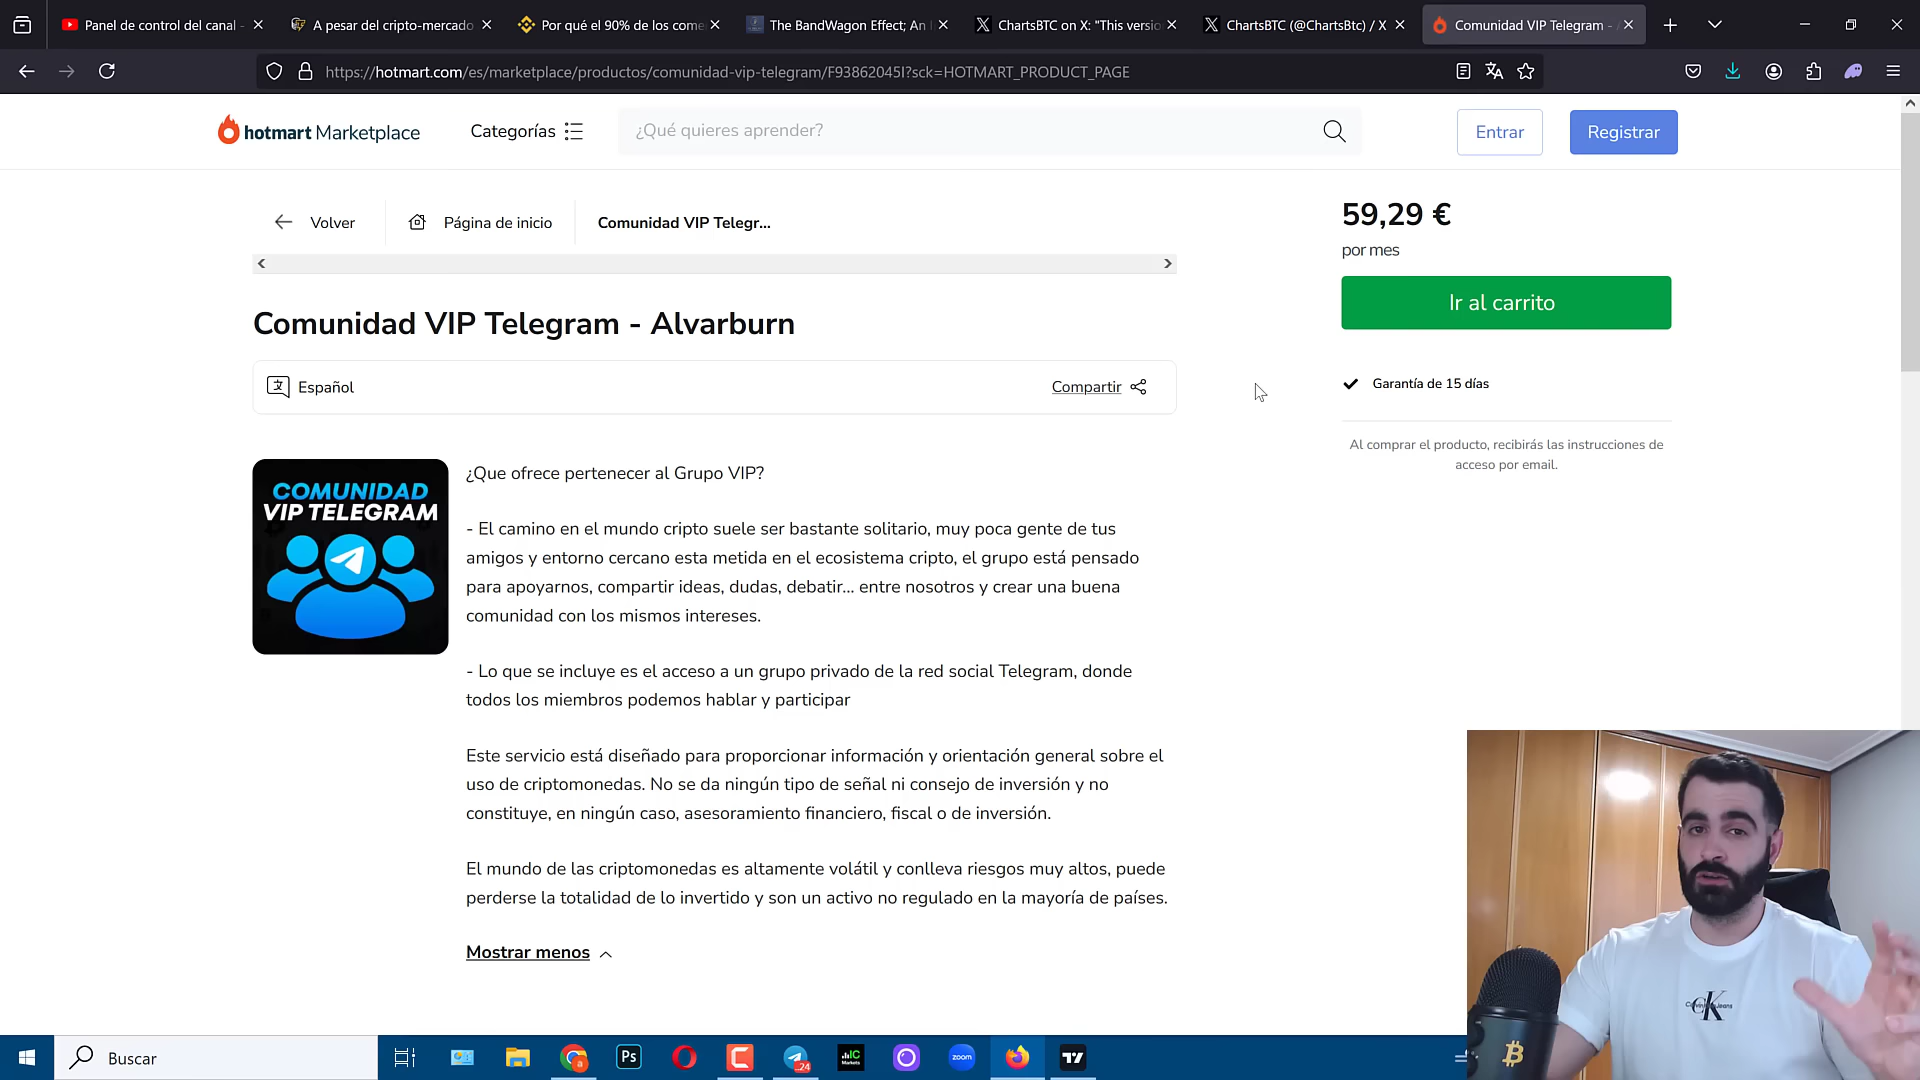 Panel de control del canal -
A pesar del cripto-mercado
Por qué el 90% de los come
The BandWagon Effect; An
ChartsBTC on X: "This versio
ChartsBTC (@ChartsBtc) / X
Comunidad VIP Telegram -
https://hotmart.com/es/marketplace/productos/comunidad-vip-telegram/F93862045I?sck=HOTMART_PRODUCT_PAGE
hotmart Marketplace
Categorías
¿Qué quieres aprender?
Entrar
Registrar
Volver
Página de inicio
Comunidad VIP Telegr...
59,29 €
por mes
Ir al carrito
Garantía de 15 días
Al comprar el producto, recibirás las instrucciones de
acceso por email.
Comunidad VIP Telegram - Alvarburn
Español
Compartir
COMUNIDAD
VIP TELEGRAM
¿Que ofrece pertenecer al Grupo VIP?
- El camino en el mundo cripto suele ser bastante solitario, muy poca gente de tus
amigos y entorno cercano esta metida en el ecosistema cripto, el grupo está pensado
para apoyarnos, compartir ideas, dudas, debatir... entre nosotros y crear una buena
comunidad con los mismos intereses.
- Lo que se incluye es el acceso a un grupo privado de la red social Telegram, donde
todos los miembros podemos hablar y participar
Este servicio está diseñado para proporcionar información y orientación general sobre el
uso de criptomonedas. No se da ningún tipo de señal ni consejo de inversión y no
constituye, en ningún caso, asesoramiento financiero, fiscal o de inversión.
El mundo de las criptomonedas es altamente volátil y conlleva riesgos muy altos, puede
perderse la totalidad de lo invertido y son un activo no regulado en la mayoría de países.
Mostrar menos
CK
Buscar
Ps
24
IC
Markets
zoom